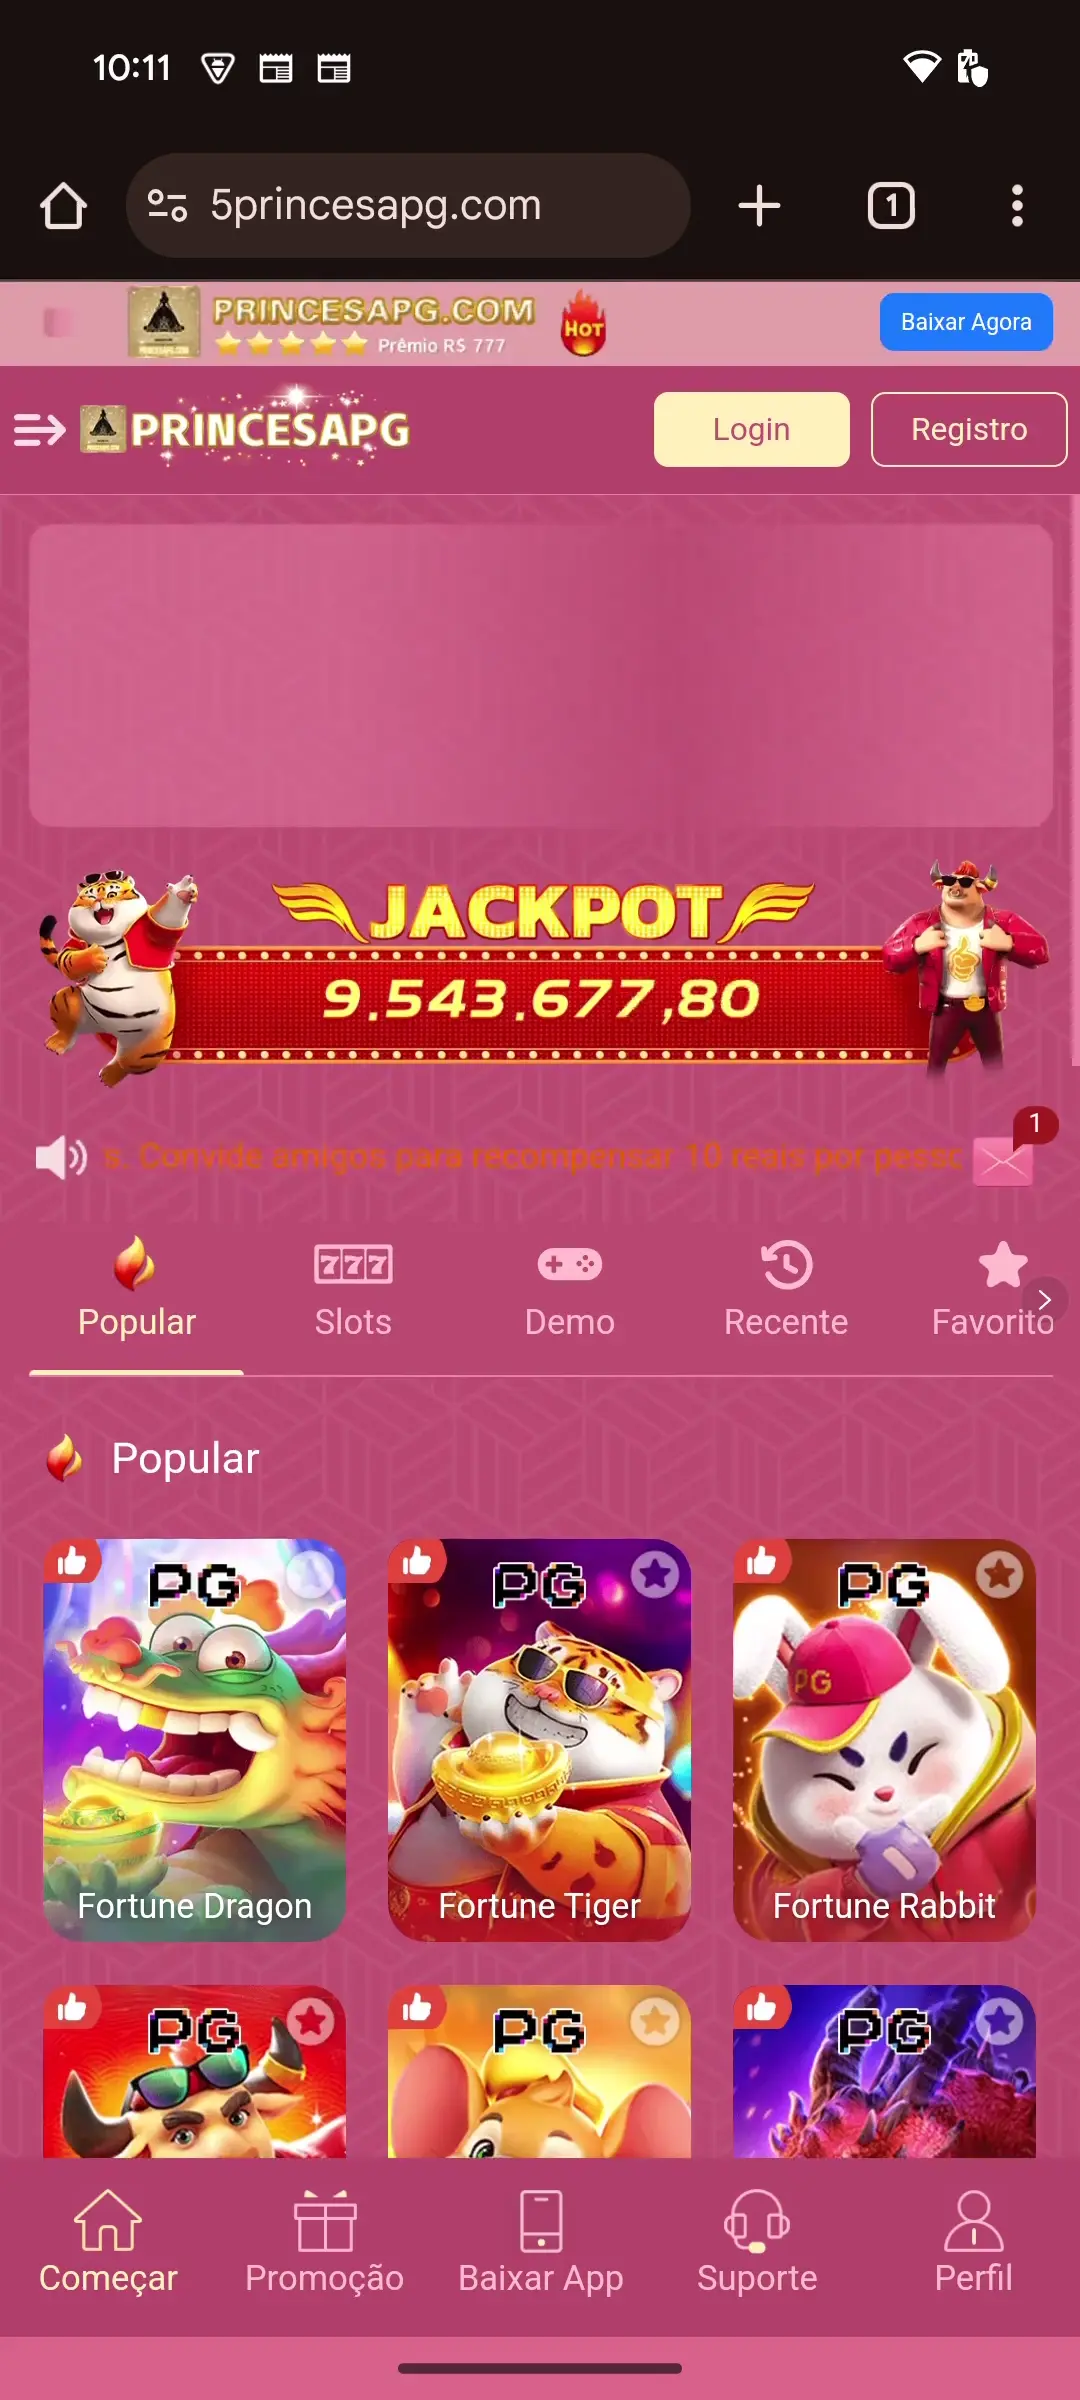 10:11
5princesapg.com
1
PRINCESAPG.COM
Prêmio R$ 777
HOT
Baixar Agora
PRINCESAPG
Login
Registro
JACKPOT
9.543.677,80
s. Convide amigos para recompensar 10 reais por pesso
1
Popular
777
Slots
Demo
Recente
Favorito
Popular
PG
PG
PG
PG
Fortune Dragon
Fortune Tiger
Fortune Rabbit
PG
PG
PG
Começar
Promoção
Baixar App
Suporte
Perfil